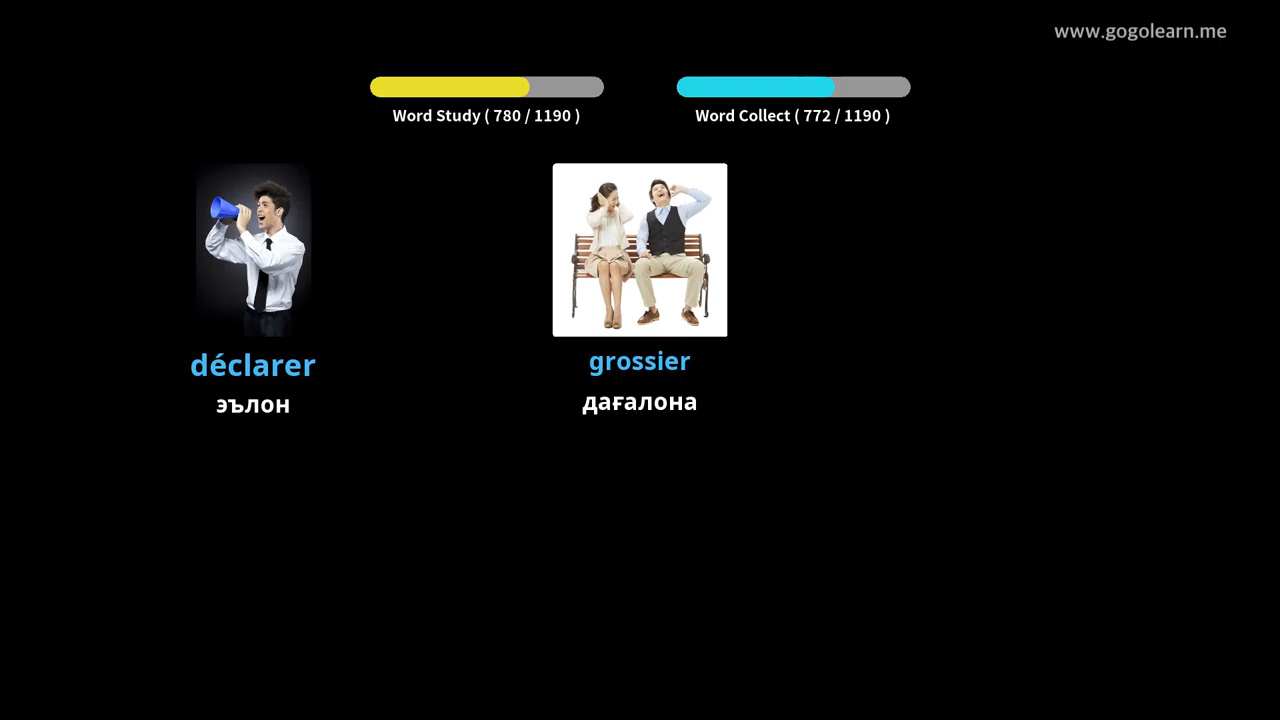 www.gogolearn.me
Word Study ( 780 / 1190 )
Word Collect ( 772 / 1190 )
déclarer
эълон
grossier
дағалона